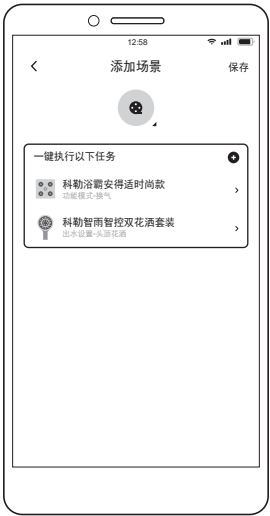 12:58
添加场景
保存
一键执行以下任务
科勒浴霸安得适时尚款
功能模式-换气
科勒智雨智控双花洒套装
出水设置-头顶花洒